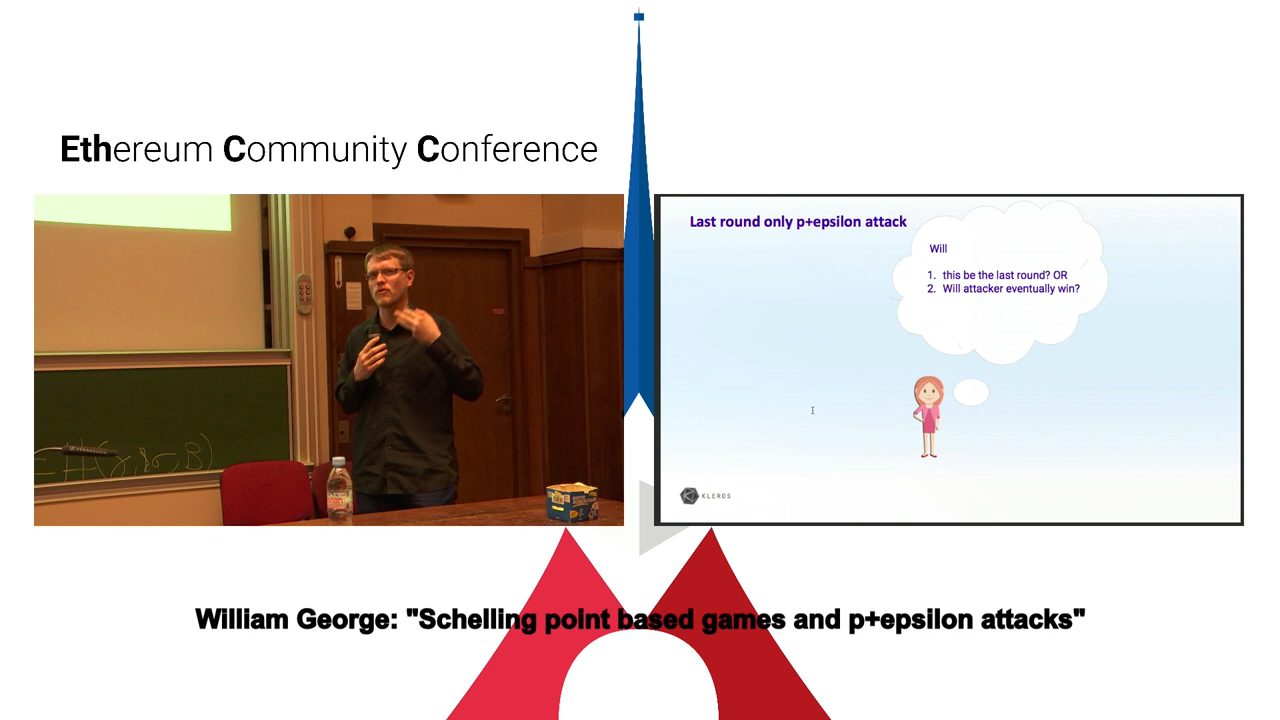 Ethereum Community Conference
Last round only p+epsilon attack
Will
1. this be the last round? OR
2. Will attacker eventually win?
KLEROS
William George: "Schelling point based games and p+epsilon attacks"